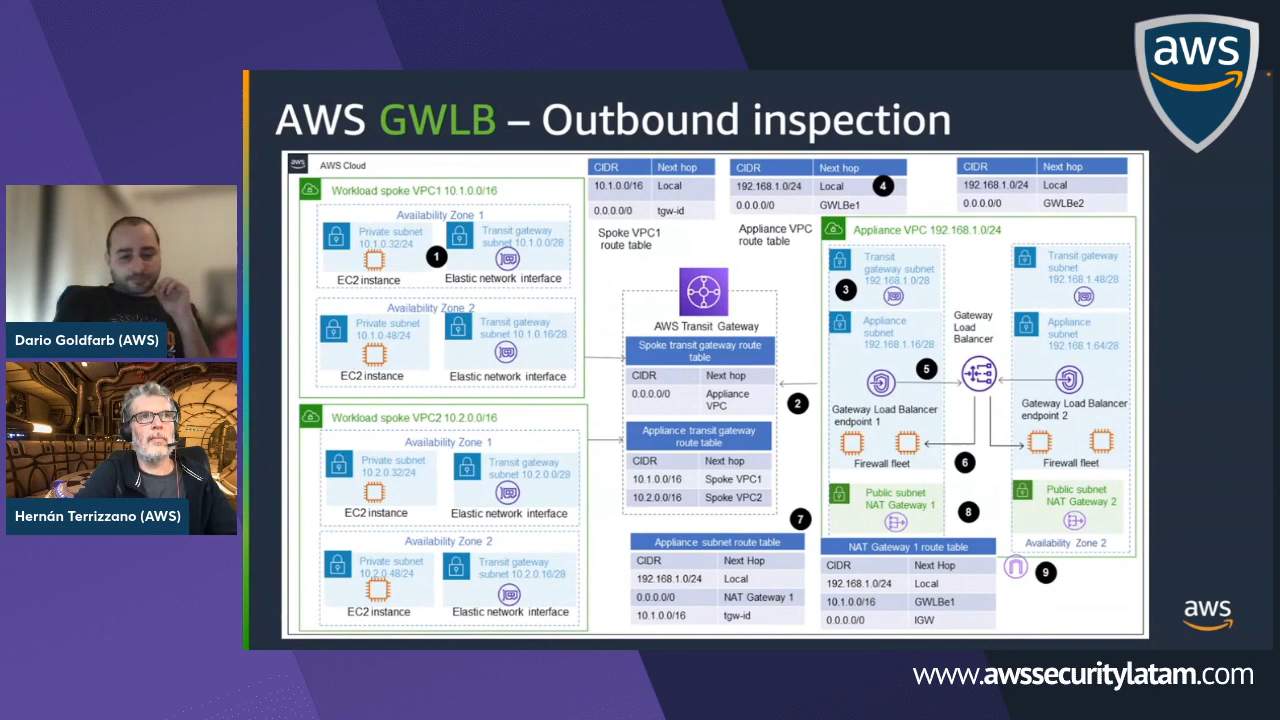 aws
AWS GWLB – Outbound inspection
aws
AWS Cloud
Workload spoke VPC1 10.1.0.0/16
Availability Zone 1
Private subnet
10.1.0.32/24
EC2 instance
1
Transit gateway
subnet 10.1.0.0/28
Elastic network interface
Availability Zone 2
Private subnet
10.1.0.48/24
EC2 instance
Transit gateway
subnet 10.1.0.16/28
Elastic network interface
Workload spoke VPC2 10.2.0.0/16
Availability Zone 1
Private subnet
10.2.0.32/24
EC2 instance
Transit gateway
subnet 10.2.0.0/28
Elastic network interface
Availability Zone 2
Private subnet
10.2.0.48/24
EC2 instance
Transit gateway
subnet 10.2.0.16/28
Elastic network interface
CIDR Next hop
10.1.0.0/16 Local
0.0.0.0/0 tgw-id
Spoke VPC1
route table
CIDR Next hop
192.168.1.0/24 Local 4
0.0.0.0/0 GWLBe1
Appliance VPC
route table
CIDR Next hop
192.168.1.0/24 Local
0.0.0.0/0 GWLBe2
AWS Transit Gateway
Spoke transit gateway route
table
CIDR Next hop
0.0.0.0/0 Appliance
VPC
2
Appliance transit gateway
route table
CIDR Next hop
10.1.0.0/16 Spoke VPC1
10.2.0.0/16 Spoke VPC2
7
Appliance subnet route table
CIDR Next Hop
192.168.1.0/24 Local
0.0.0.0/0 NAT Gateway 1
10.1.0.0/16 tgw-id
Appliance VPC 192.168.1.0/24
Transit
gateway subnet
192.168.1.0/28
3
Appliance
subnet
192.168.1.16/28
Gateway
Load
Balancer
5
Gateway Load Balancer
endpoint 1
Firewall fleet
6
Public subnet
NAT Gateway 1
8
Transit gateway
subnet
192.168.1.48/28
Appliance
subnet
192.168.1.64/28
Gateway Load Balancer
endpoint 2
Firewall fleet
Public subnet
NAT Gateway 2
Availability Zone 2
NAT Gateway 1 route table
CIDR Next Hop
192.168.1.0/24 Local
10.1.0.0/16 GWLBe1
0.0.0.0/0 IGW
9
Dario Goldfarb (AWS)
Hernán Terrizzano (AWS)
aws
www.awssecuritylatam.com